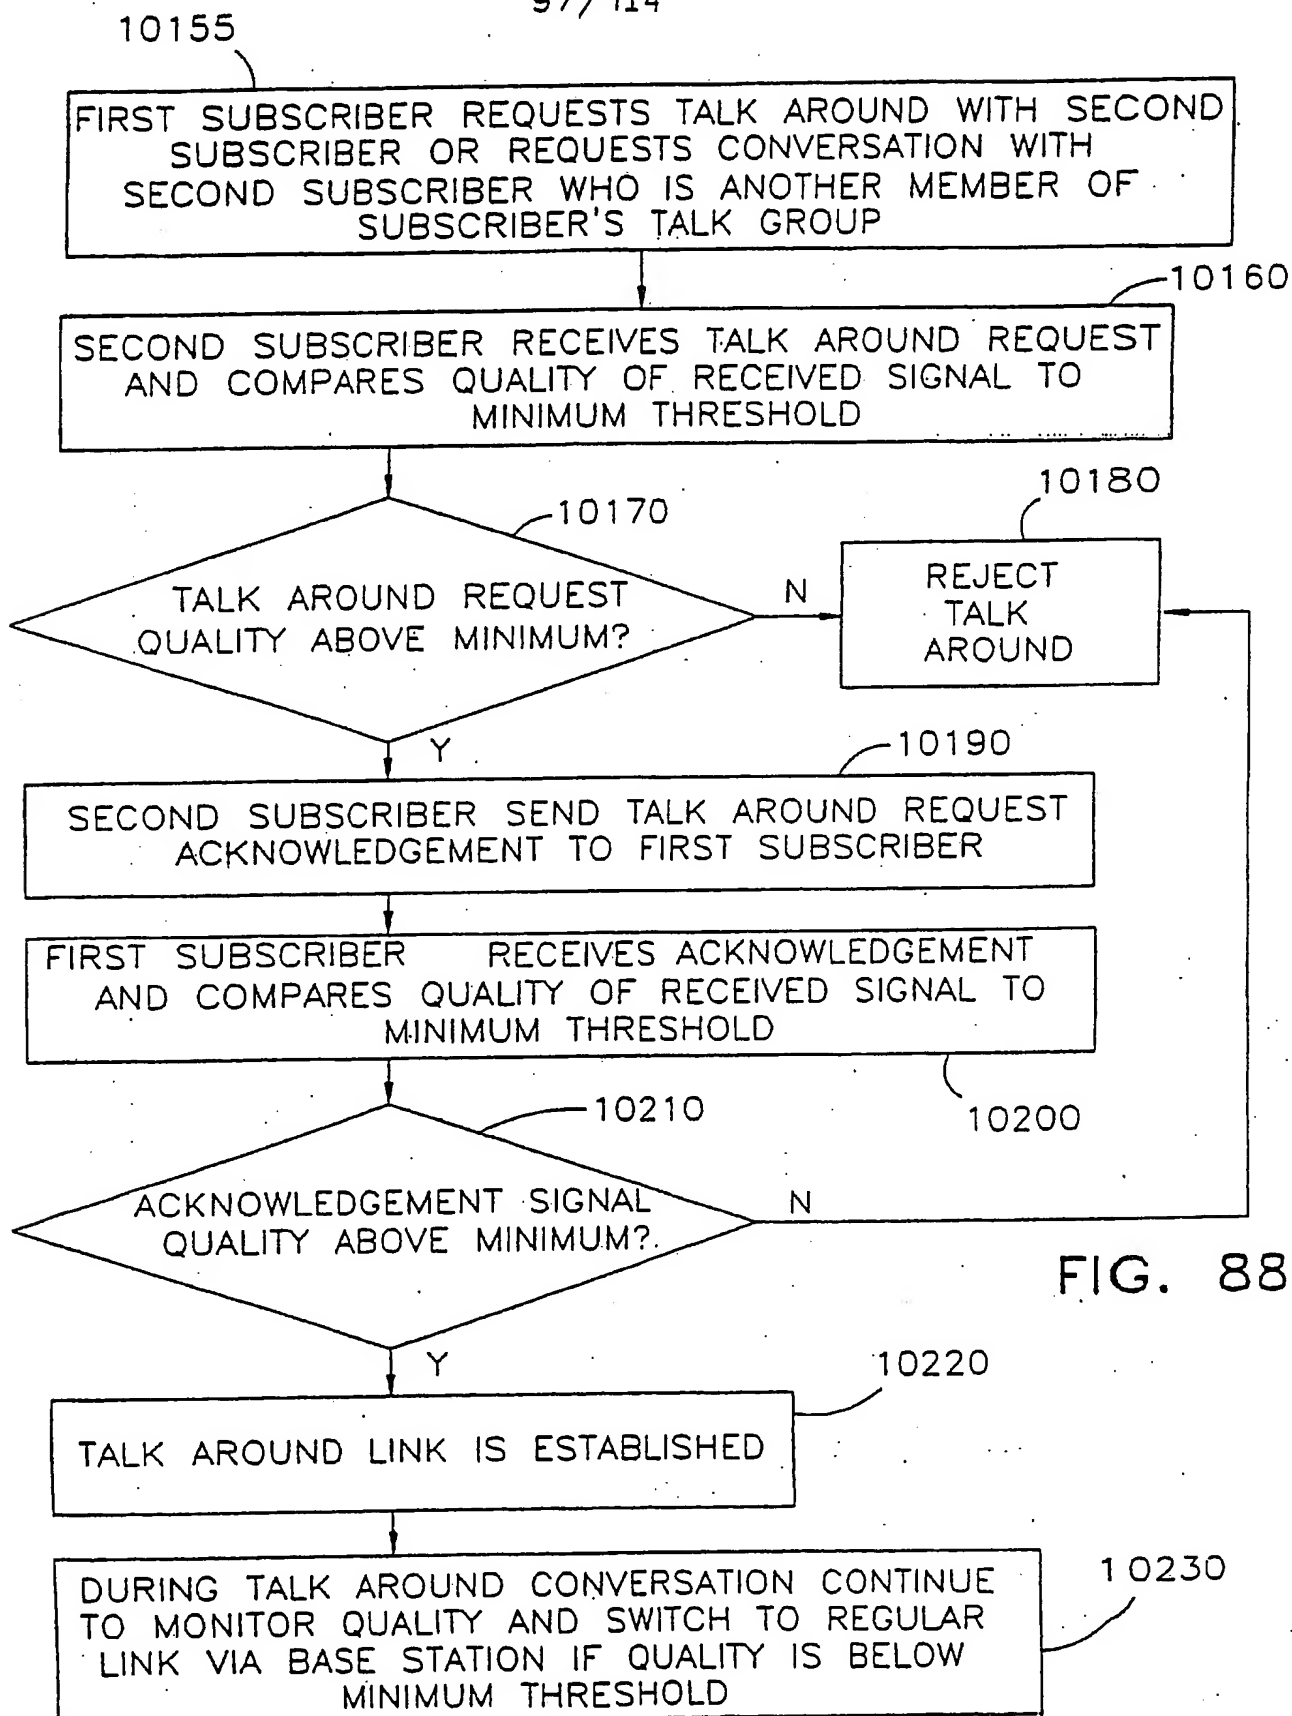 97/114
10155
FIRST SUBSCRIBER REQUESTS TALK AROUND WITH SECOND
SUBSCRIBER OR REQUESTS CONVERSATION WITH
SECOND SUBSCRIBER WHO IS ANOTHER MEMBER OF
SUBSCRIBER'S TALK GROUP
10160
SECOND SUBSCRIBER RECEIVES TALK AROUND REQUEST
AND COMPARES QUALITY OF RECEIVED SIGNAL TO
MINIMUM THRESHOLD
10170
TALK AROUND REQUEST
QUALITY ABOVE MINIMUM?
N
10180
REJECT
TALK
AROUND
Y
10190
SECOND SUBSCRIBER SEND TALK AROUND REQUEST
ACKNOWLEDGEMENT TO FIRST SUBSCRIBER
FIRST SUBSCRIBER RECEIVES ACKNOWLEDGEMENT
AND COMPARES QUALITY OF RECEIVED SIGNAL TO
MINIMUM THRESHOLD
10200
10210
ACKNOWLEDGEMENT SIGNAL
QUALITY ABOVE MINIMUM?
N
FIG. 88
Y
10220
TALK AROUND LINK IS ESTABLISHED
10230
DURING TALK AROUND CONVERSATION CONTINUE
TO MONITOR QUALITY AND SWITCH TO REGULAR
LINK VIA BASE STATION IF QUALITY IS BELOW
MINIMUM THRESHOLD